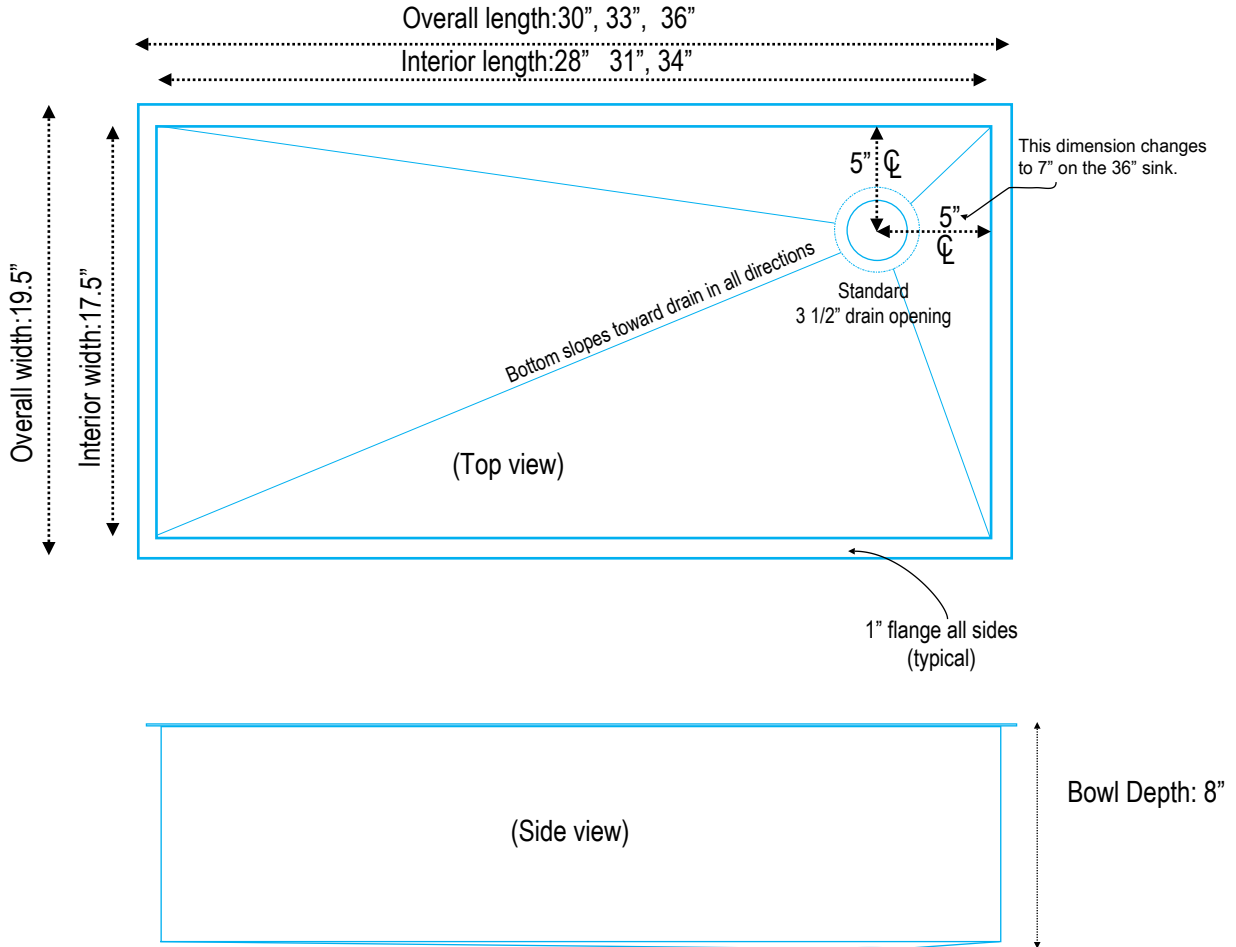 Overall length:30”, 33”, 36”
Interior length:28” 31”, 34”
This dimension changes
to 7” on the 36” sink.
5” ℄
5”
℄
Standard
3 1/2” drain opening
Bottom slopes toward drain in all directions
Overall width:19.5”
Interior width:17.5”
(Top view)
1” flange all sides
(typical)
Bowl Depth: 8”
(Side view)